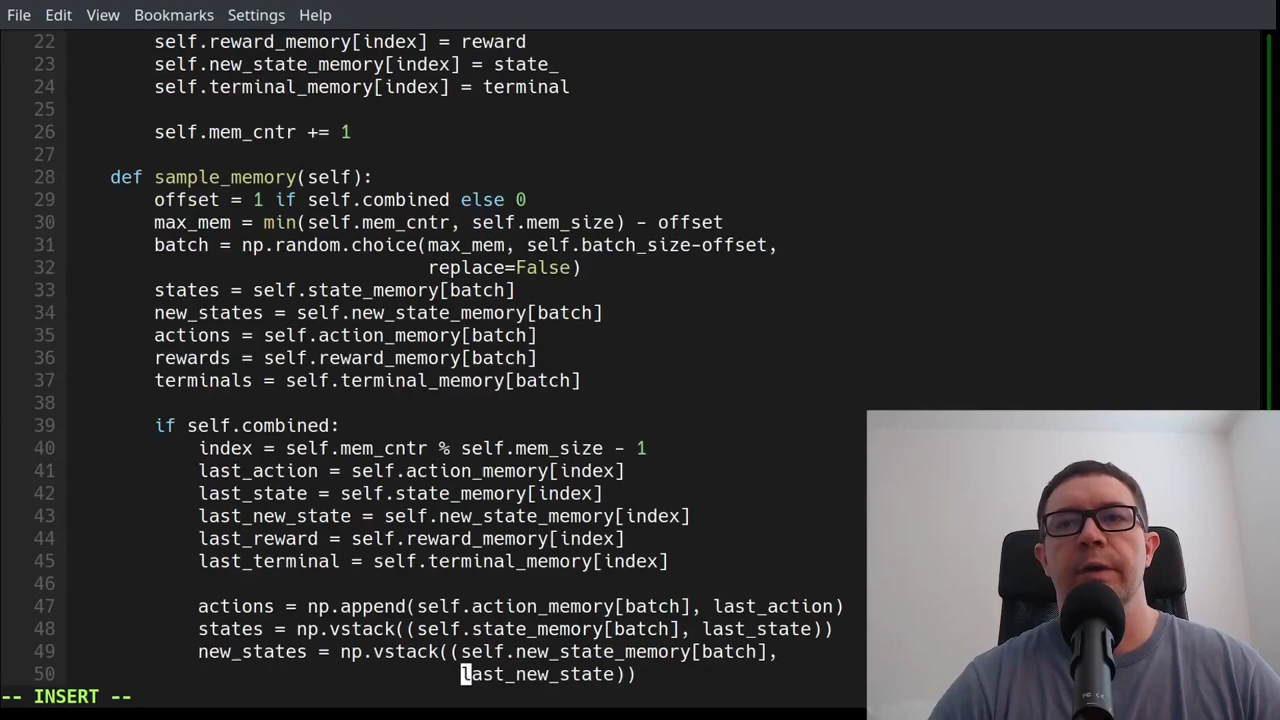 File Edit View Bookmarks Settings Help
22 self.reward_memory[index] = reward
23 self.new_state_memory[index] = state_
24 self.terminal_memory[index] = terminal
25
26 self.mem_cntr += 1
27
28 def sample_memory(self):
29 offset = 1 if self.combined else 0
30 max_mem = min(self.mem_cntr, self.mem_size) - offset
31 batch = np.random.choice(max_mem, self.batch_size-offset,
32 replace=False)
33 states = self.state_memory[batch]
34 new_states = self.new_state_memory[batch]
35 actions = self.action_memory[batch]
36 rewards = self.reward_memory[batch]
37 terminals = self.terminal_memory[batch]
38
39 if self.combined:
40 index = self.mem_cntr % self.mem_size - 1
41 last_action = self.action_memory[index]
42 last_state = self.state_memory[index]
43 last_new_state = self.new_state_memory[index]
44 last_reward = self.reward_memory[index]
45 last_terminal = self.terminal_memory[index]
46
47 actions = np.append(self.action_memory[batch], last_action)
48 states = np.vstack((self.state_memory[batch], last_state))
49 new_states = np.vstack((self.new_state_memory[batch],
50 last_new_state))
-- INSERT --